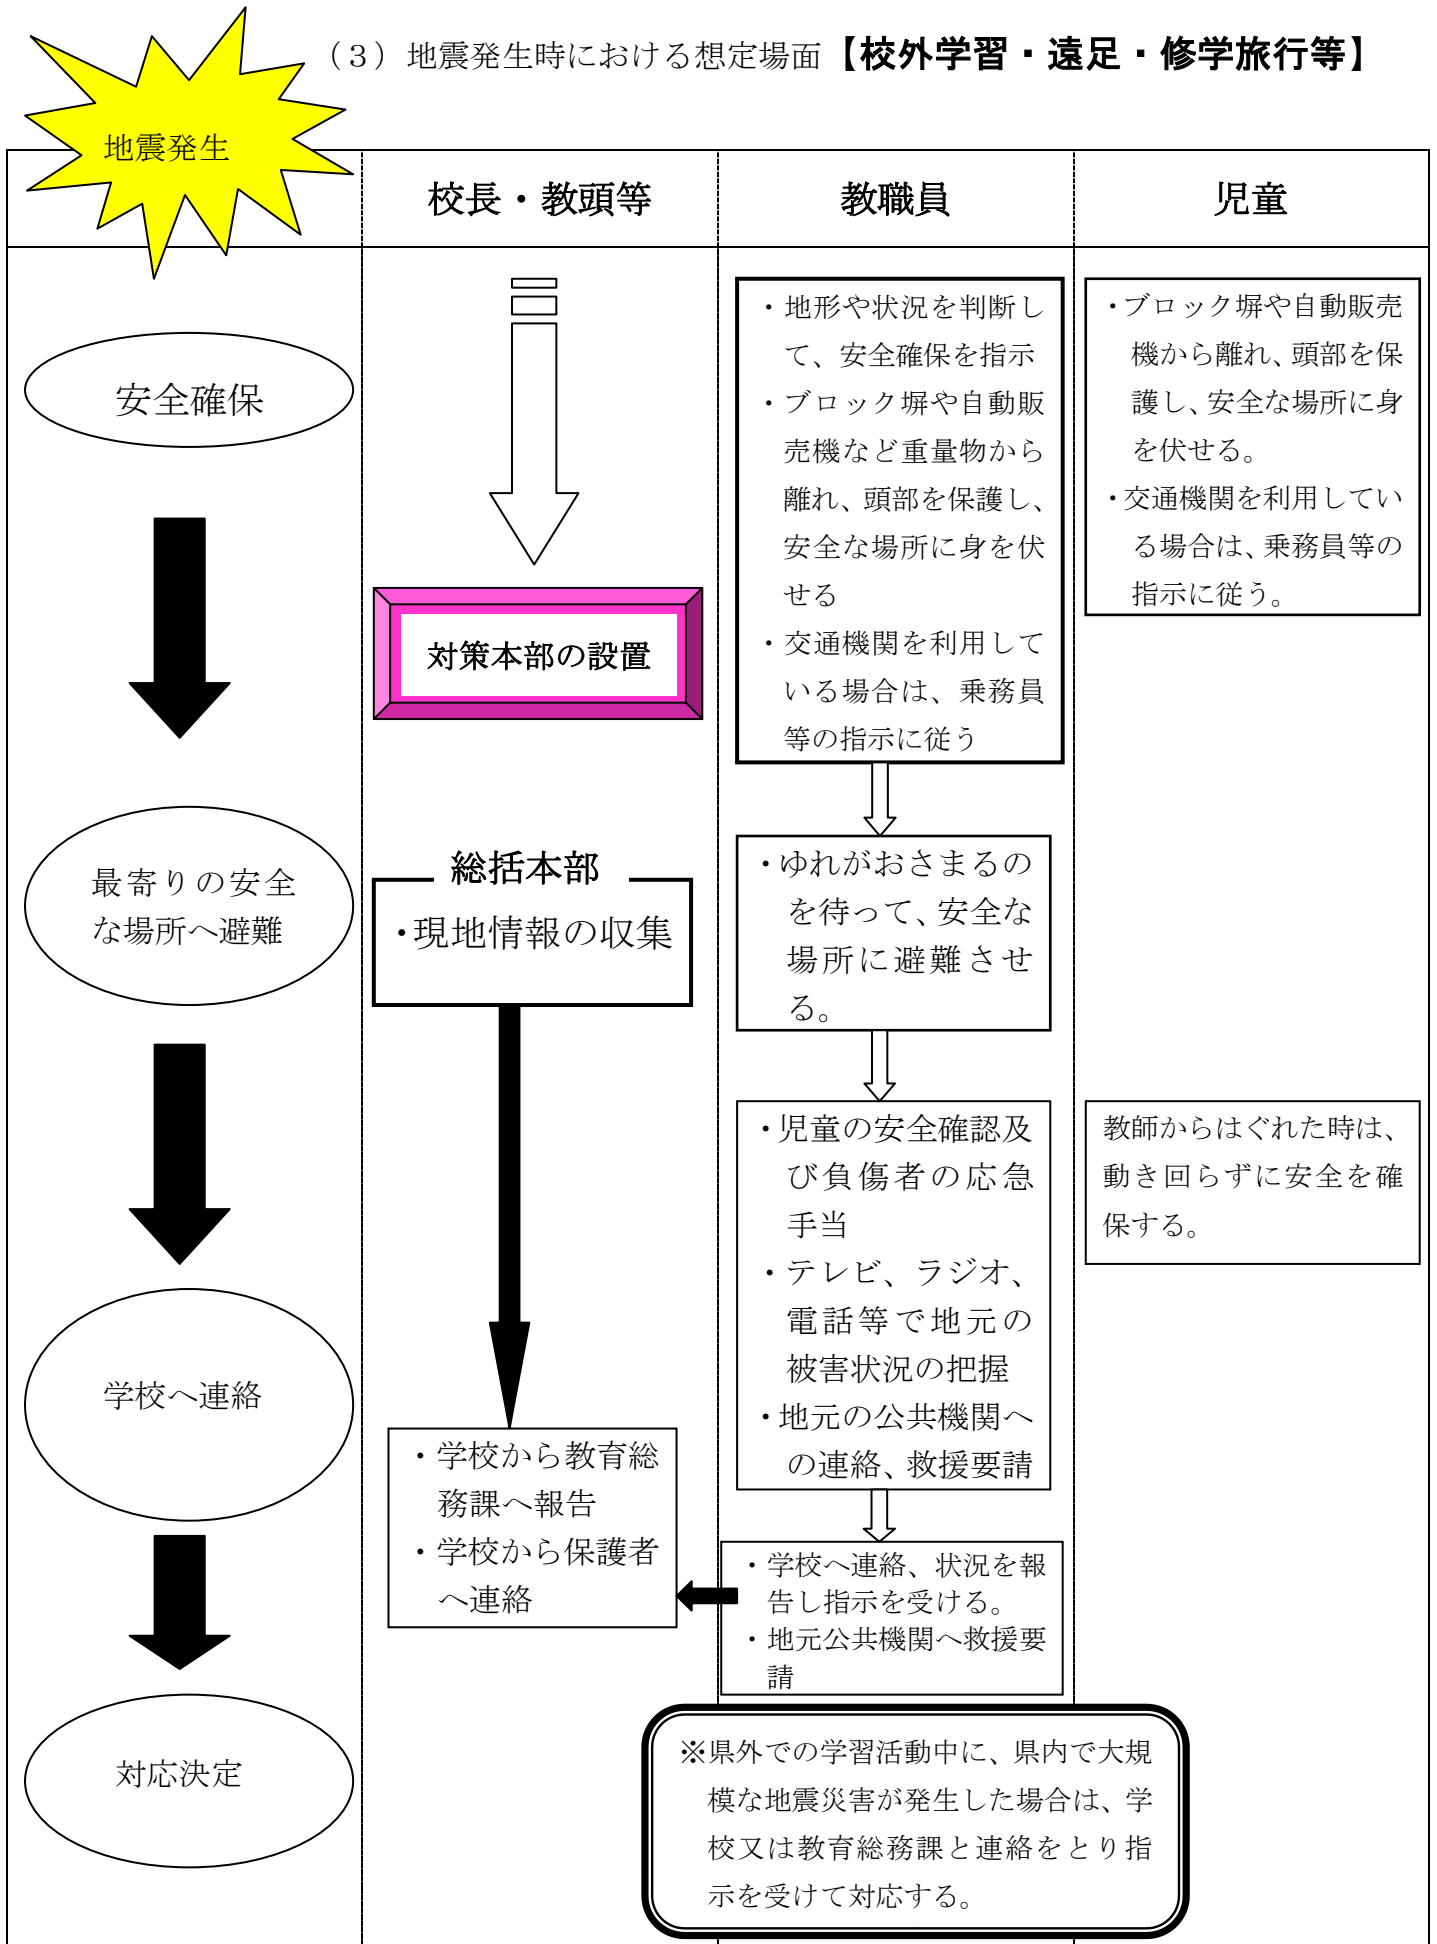 （３）地震発生時における想定場面【校外学習・遠足・修学旅行等】
地震発生
校長・教頭等
教職員
児童
安全確保
最寄りの安全
な場所へ避難
学校へ連絡
対応決定
対策本部の設置
総括本部
・現地情報の収集
・学校から教育総
務課へ報告
・学校から保護者
へ連絡
・地形や状況を判断し
て、安全確保を指示
・ブロック塀や自動販
売機など重量物から
離れ、頭部を保護し、
安全な場所に身を伏
せる
・交通機関を利用して
いる場合は、乗務員
等の指示に従う
・ゆれがおさまるの
を待って、安全な
場所に避難させ
る。
・児童の安全確認及
び負傷者の応急
手当
・テレビ、ラジオ、
電話等で地元の
被害状況の把握
・地元の公共機関へ
の連絡、救援要請
・学校へ連絡、状況を報
告し指示を受ける。
・地元公共機関へ救援要
請
・ブロック塀や自動販売
機から離れ、頭部を保
護し、安全な場所に身
を伏せる。
・交通機関を利用してい
る場合は、乗務員等の
指示に従う。
教師からはぐれた時は、
動き回らずに安全を確
保する。
※県外での学習活動中に、県内で大規
模な地震災害が発生した場合は、学
校又は教育総務課と連絡をとり指
示を受けて対応する。